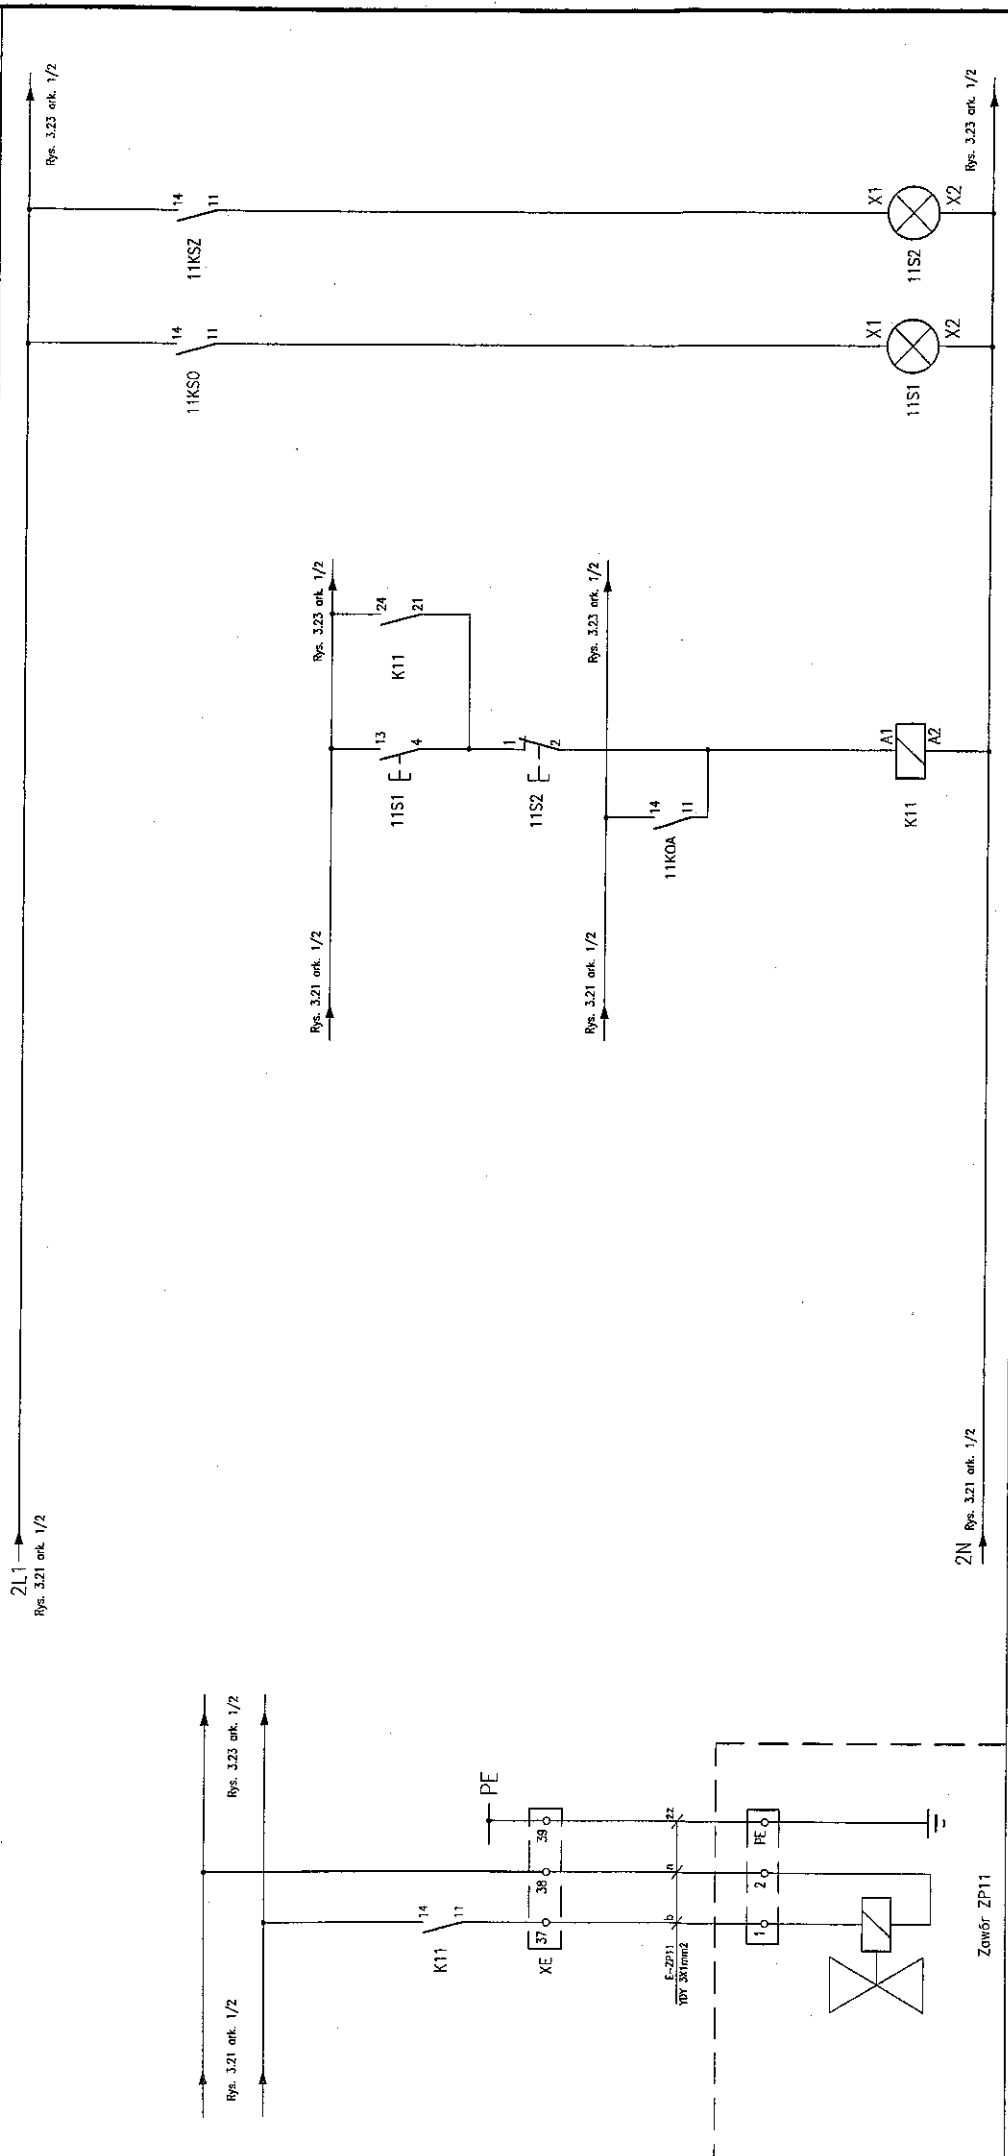 2L1
Rys. 3.21 ark. 1/2
Rys. 3.23 ark. 1/2
14
11
11KSZ
X1
X2
11S2
14
11
11KSO
X1
X2
11S1
Rys. 3.21 ark. 1/2
Rys. 3.23 ark. 1/2
24
21
K11
13
4
11S1
1
2
11S2
Rys. 3.21 ark. 1/2
Rys. 3.23 ark. 1/2
14
11
11KOA
A1
A2
K11
2N
Rys. 3.21 ark. 1/2
Rys. 3.23 ark. 1/2
Rys. 3.21 ark. 1/2
Rys. 3.23 ark. 1/2
14
11
K11
PE
37
38
39
XE
b
n
zz
E-ZP11
YDY 3X1mm2
1
2
PE
Zawór ZP11